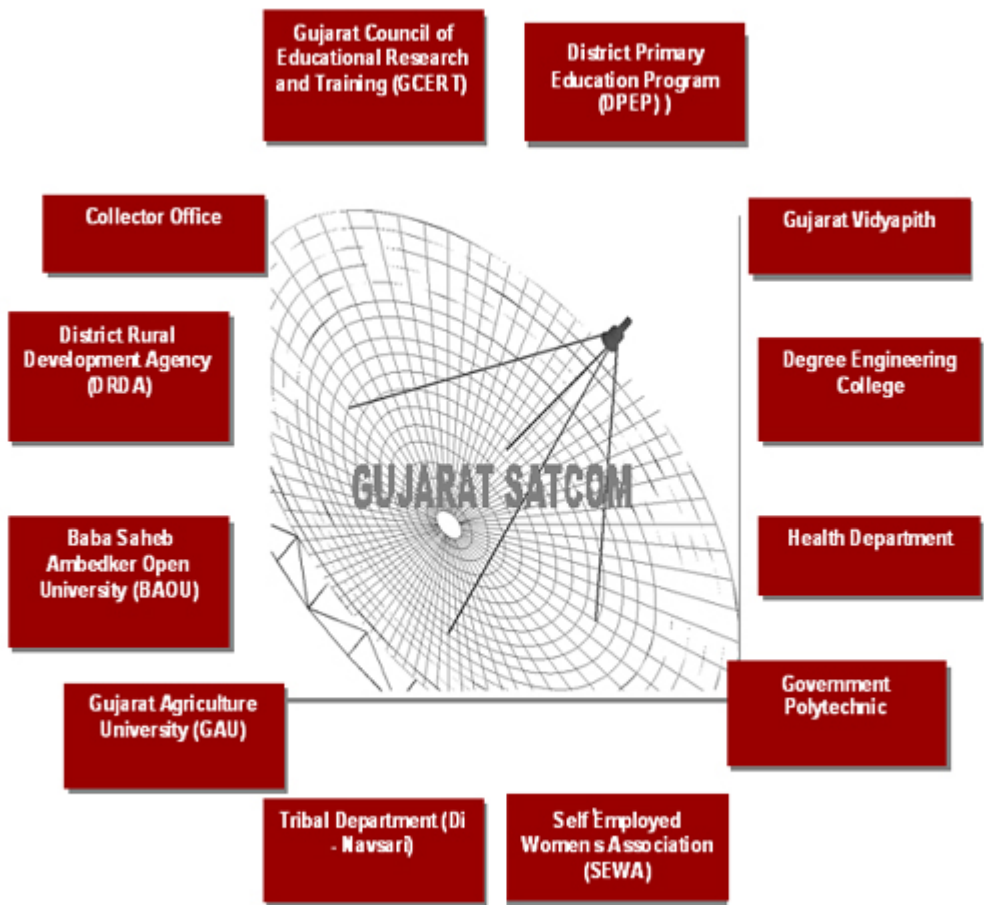 Gujarat Council of
Educational Research
and Training (GCERT)
District Primary
Education Program
(DPEP) )
Collector Office
Gujarat Vidyapith
District Rural
Development Agency
(DRDA)
Degree Engineering
College
GUJARAT SATCOM
Baba Saheb
Ambedker Open
University (BAOU)
Health Department
Gujarat Agriculture
University (GAU)
Government
Polytechnic
Tribal Department (Di
- Navsari)
Self Employed
Women's Association
(SEWA)